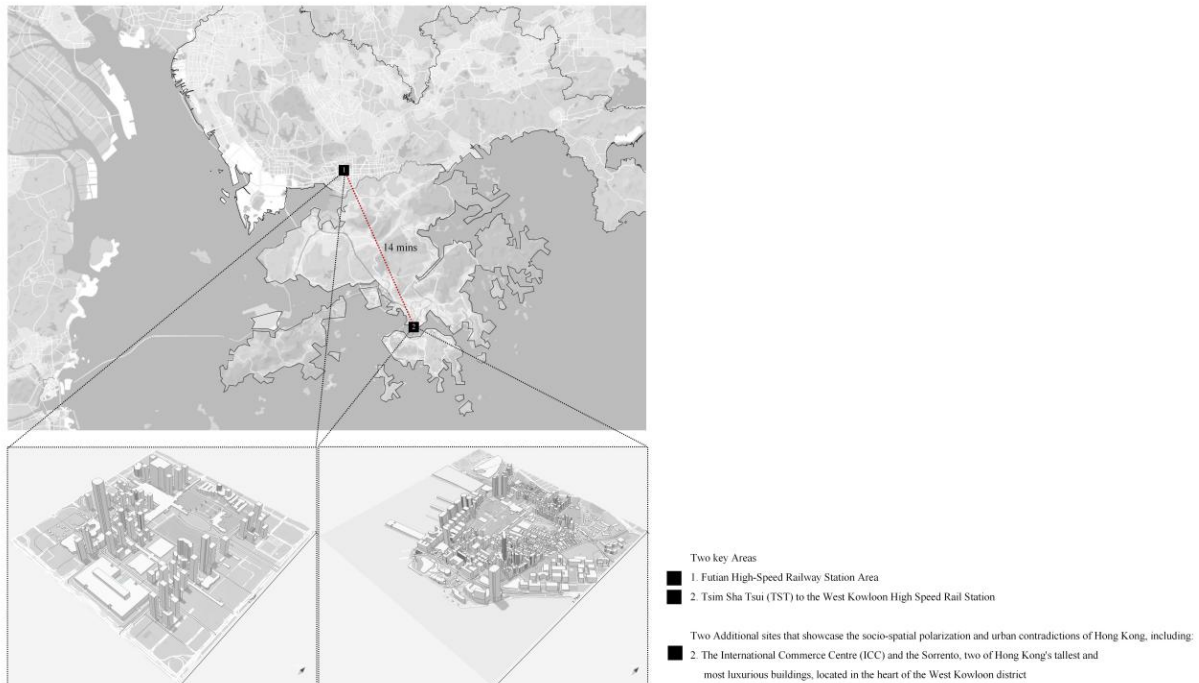 1
14 mins
2
Two key Areas
1. Futian High-Speed Railway Station Area
2. Tsim Sha Tsui (TST) to the West Kowloon High Speed Rail Station
Two Additional sites that showcase the socio-spatial polarization and urban contradictions of Hong Kong, including:
2. The International Commerce Centre (ICC) and the Sorrento, two of Hong Kong's tallest and
most luxurious buildings, located in the heart of the West Kowloon district